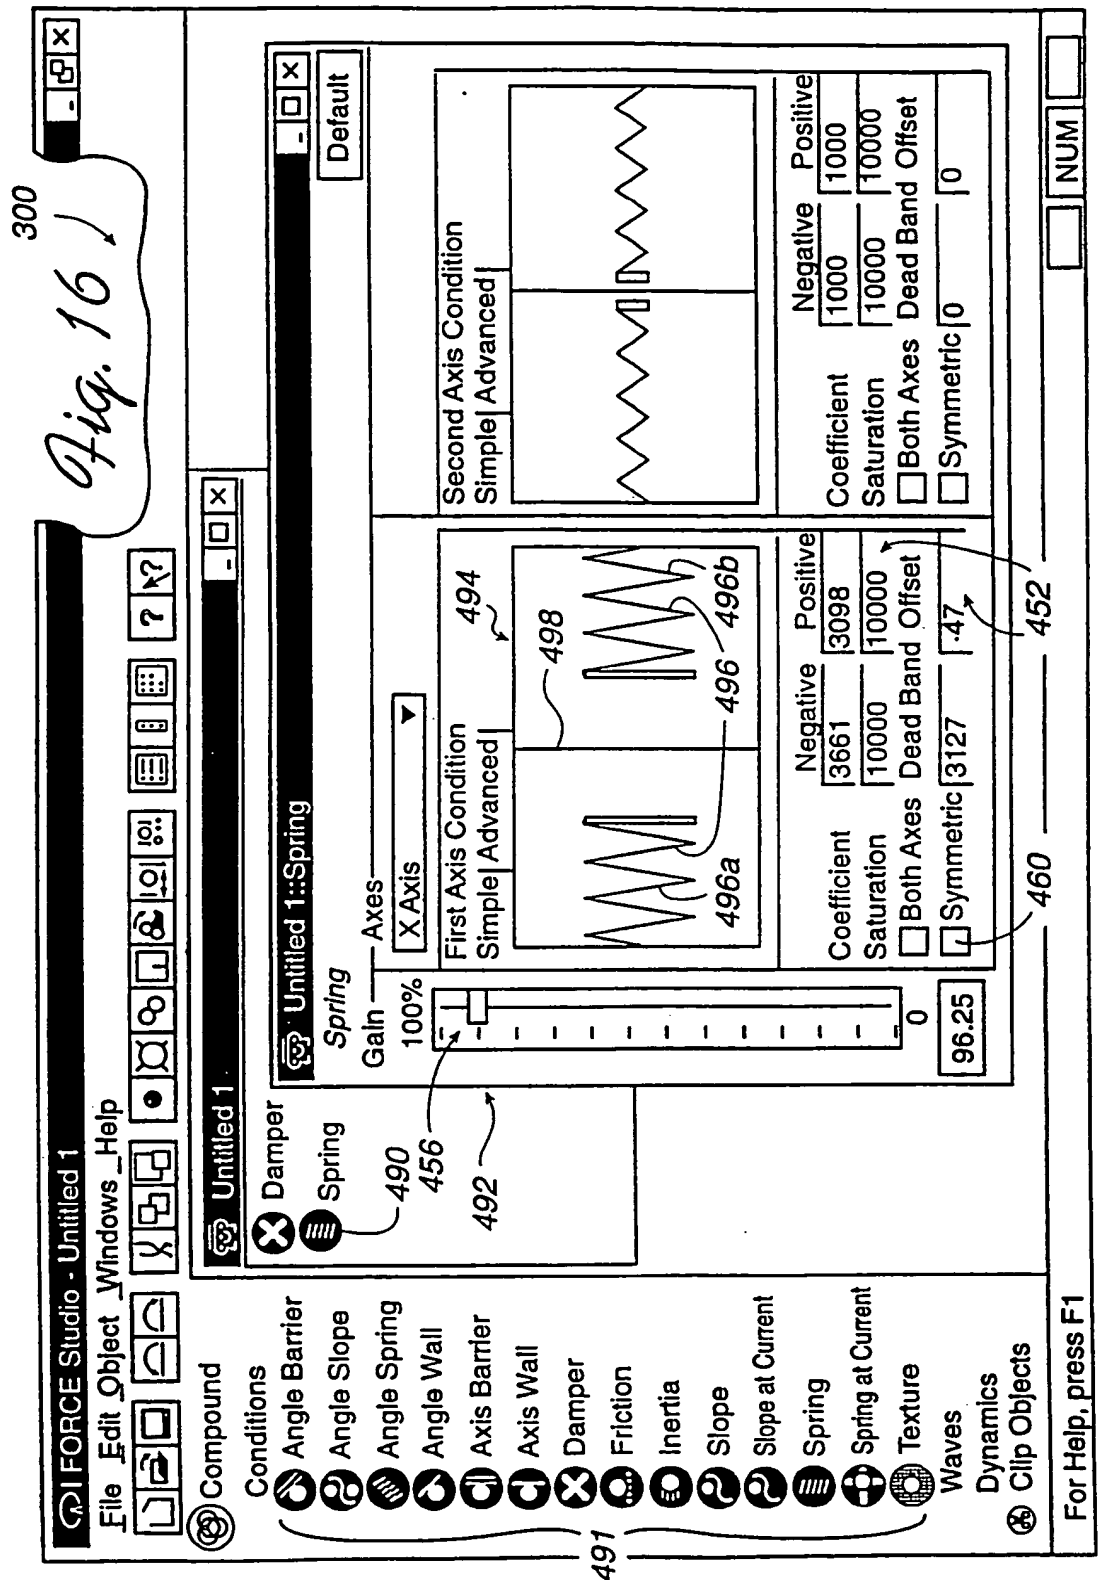 Fig. 16
300
I FORCE Studio - Untitled 1
File Edit Object Windows Help
? ?
Compound
Conditions
Angle Barrier
Angle Slope
Angle Spring
Angle Wall
Axis Barrier
Axis Wall
Damper
Friction
Inertia
Slope
Slope at Current
Spring
Spring at Current
Texture
Waves
Dynamics
Clip Objects
491
Untitled 1
Damper
Spring
490
456
492
Untitled 1::Spring
Spring
Default
Gain
100%
0
96.25
Axes
X Axis
First Axis Condition
Simple Advanced
494
498
496a
496
496b
Negative Positive
Coefficient 3661 3098
Saturation 10000 10000
Both Axes Dead Band Offset
Symmetric 3127 .47
460
452
Second Axis Condition
Simple Advanced
Negative Positive
Coefficient 1000 1000
Saturation 10000 10000
Both Axes Dead Band Offset
Symmetric 0 0
For Help, press F1
NUM